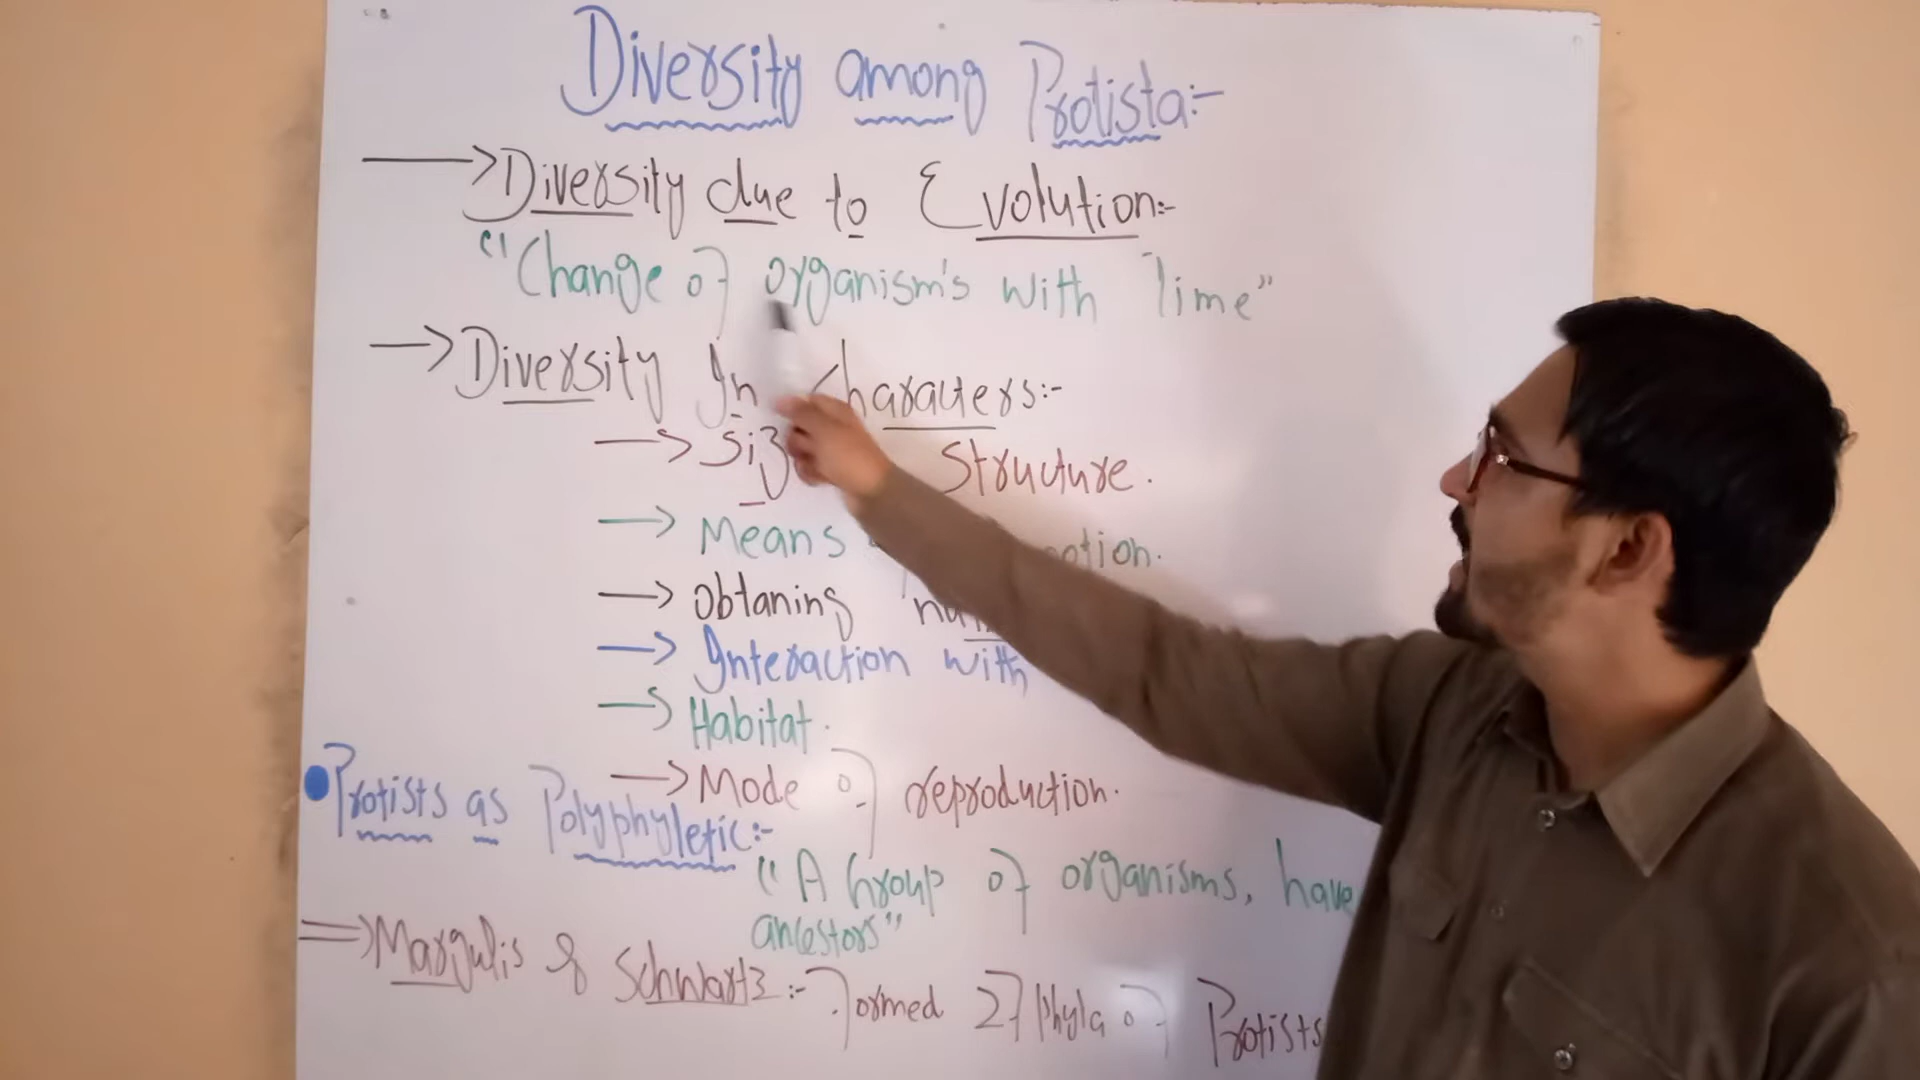 Diversity among Protista:-
→ Diversity due to Evolution:-
"Change of organism's with Time"
→ Diversity In Characters:-
→ Structure.
→ Means
→ Obtaning
→ Interaction with
→ Habitat.
→ Mode of reproduction.
• Protists as Polyphyletic:-
"A Group of organisms, have
ancestors"
⇒ Margulis & Schwartz:- Formed 27 phyla of Protists